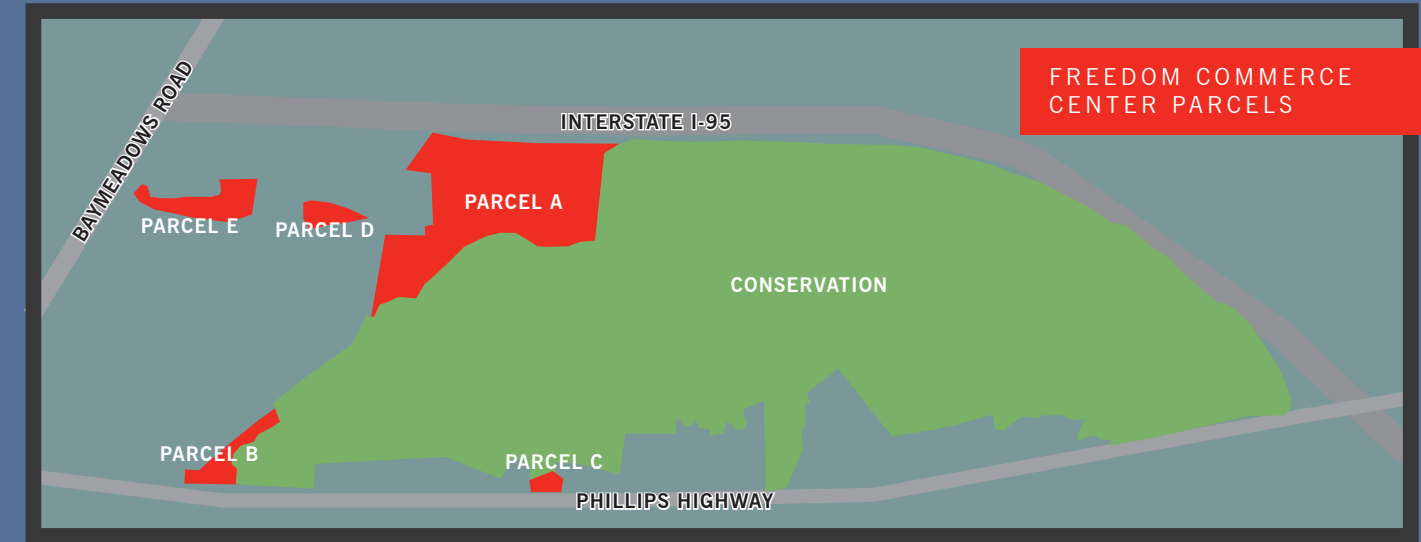 FREEDOM COMMERCE
CENTER PARCELS
BAYMEADOWS ROAD
INTERSTATE I-95
PARCEL A
PARCEL E
PARCEL D
CONSERVATION
PARCEL B
PARCEL C
PHILLIPS HIGHWAY